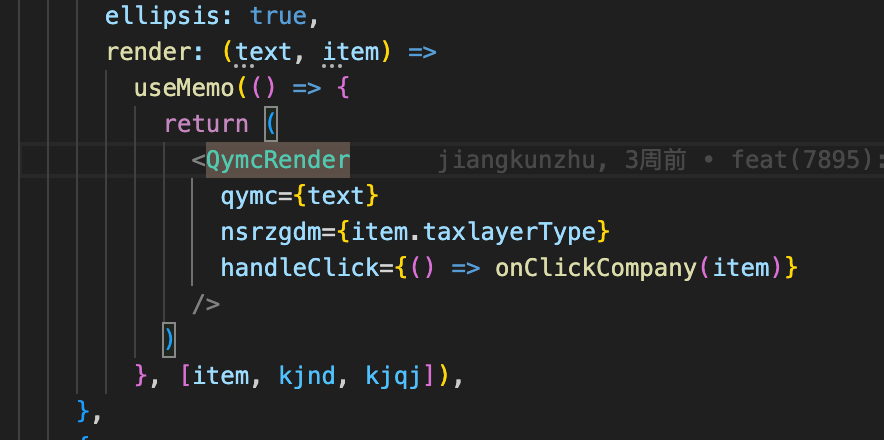 ellipsis: true,
render: (text, item) =>
useMemo(() => {
return (
<QymcRender jiangkunzhu, 3周前 • feat(7895):
qymc={text}
nsrzgdm={item.taxlayerType}
handleClick={() => onClickCompany(item)}
/>
)
}, [item, kjnd, kjqj]),
},